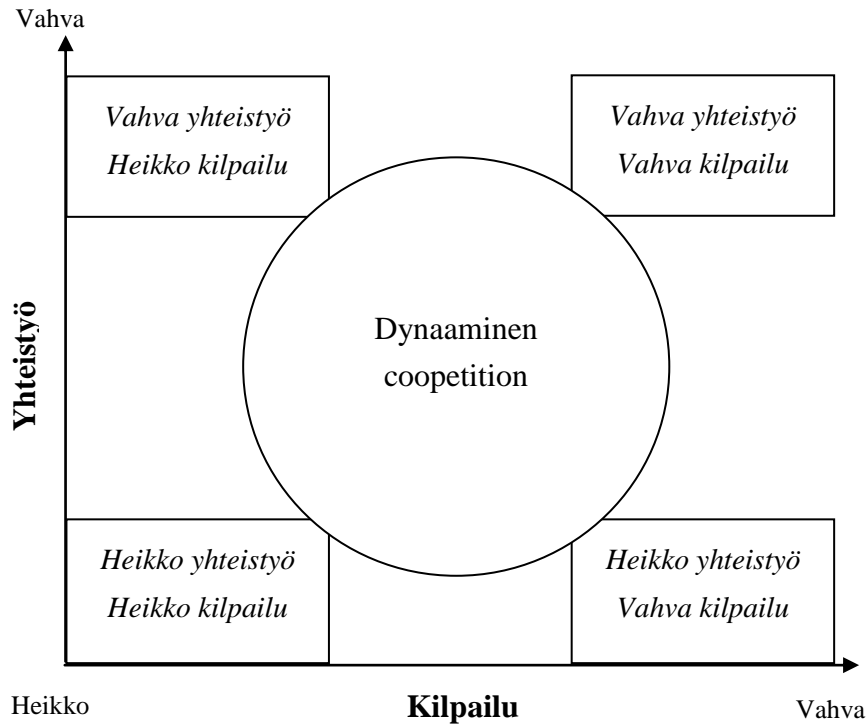 Vahva
Vahva yhteistyö
Heikko kilpailu
Vahva yhteistyö
Vahva kilpailu
Yhteistyö
Dynaaminen
coopetition
Heikko yhteistyö
Heikko kilpailu
Heikko yhteistyö
Vahva kilpailu
Heikko
Kilpailu
Vahva